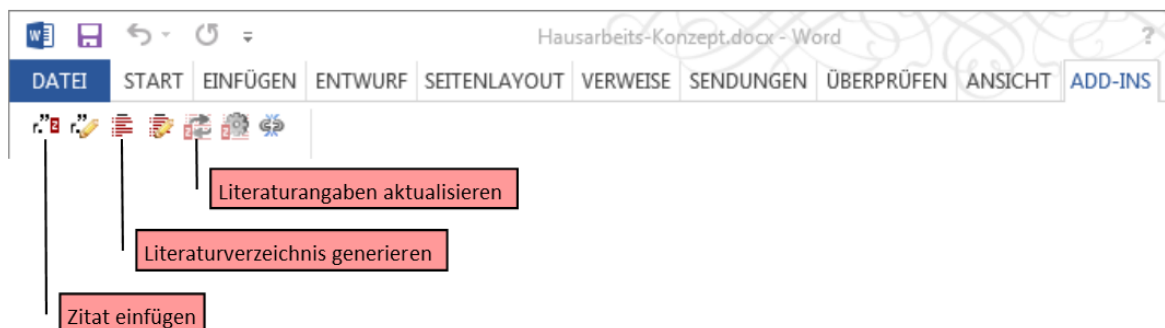 Hausarbeits-Konzept.docx - Word ?
DATEI START EINFÜGEN ENTWURF SEITENLAYOUT VERWEISE SENDUNGEN ÜBERPRÜFEN ANSICHT ADD-INS
Literaturangaben aktualisieren
Literaturverzeichnis generieren
Zitat einfügen